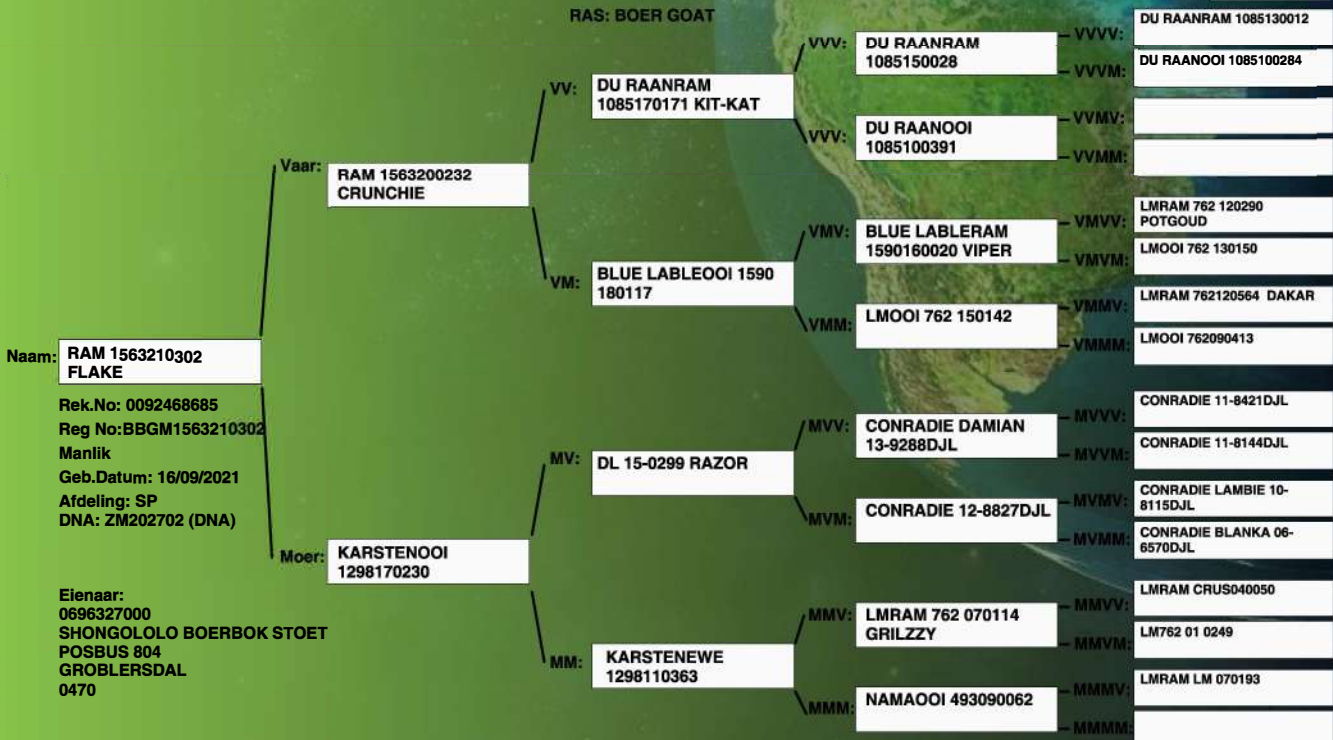 RAS: BOER GOAT
Naam:
RAM 1563210302
FLAKE
Rek.No: 0092468685
Reg No:BBGM1563210302
Manlik
Geb.Datum: 16/09/2021
Afdeling: SP
DNA: ZM202702 (DNA)
Eienaar:
0696327000
SHONGOLOLO BOERBOK STOET
POSBUS 804
GROBLERSDAL
0470
Vaar:
RAM 1563200232
CRUNCHIE
Moer:
KARSTENOOI
1298170230
VV:
DU RAANRAM
1085170171 KIT-KAT
VM:
BLUE LABLEOOI 1590
180117
MV:
DL 15-0299 RAZOR
MM:
KARSTENEWE
1298110363
VVV:
DU RAANRAM
1085150028
VVV:
DU RAANOOI
1085100391
VMV:
BLUE LABLERAM
1590160020 VIPER
VMM:
LMOOI 762 150142
MVV:
CONRADIE DAMIAN
13-9288DJL
MVM:
CONRADIE 12-8827DJL
MMV:
LMRAM 762 070114
GRILZZY
MMM:
NAMAOOI 493090062
VVVV:
DU RAANRAM 1085130012
VVVM:
DU RAANOOI 1085100284
VVMV:
VVMM:
VMVV:
LMRAM 762 120290
POTGOUD
VMVM:
LMOOI 762 130150
VMMV:
LMRAM 762120564 DAKAR
VMMM:
LMOOI 762090413
MVVV:
CONRADIE 11-8421DJL
MVVM:
CONRADIE 11-8144DJL
MVMV:
CONRADIE LAMBIE 10-
8115DJL
MVMM:
CONRADIE BLANKA 06-
6570DJL
MMVV:
LMRAM CRUS040050
MMVM:
LM762 01 0249
MMMV:
LMRAM LM 070193
MMMM: